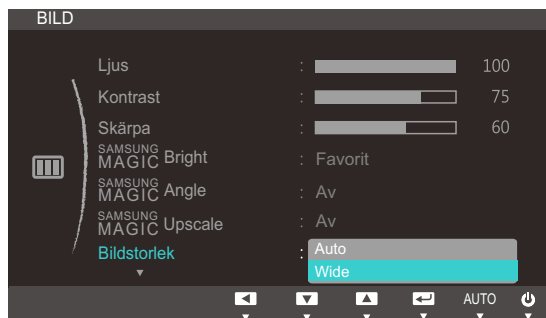 BILD
Ljus : 100
Kontrast : 75
Skärpa : 60
SAMSUNG MAGIC Bright : Favorit
SAMSUNG MAGIC Angle : Av
SAMSUNG MAGIC Upscale : Av
Bildstorlek : Auto
Wide
AUTO